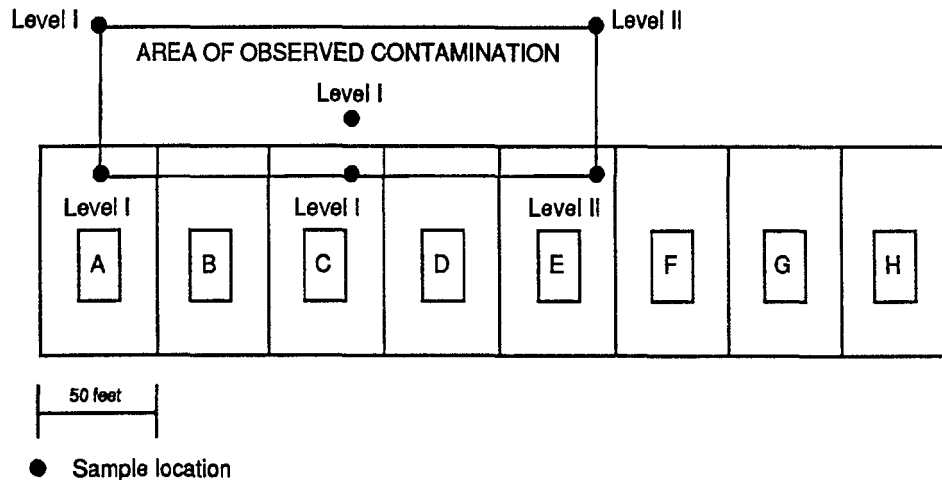 Level I Level II
AREA OF OBSERVED CONTAMINATION
Level I
Level I Level I Level II
A B C D E F G H
50 feet
Sample location